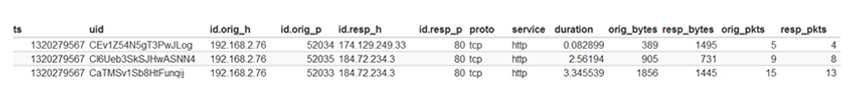 ts uid id.orig_h id.orig_p id.resp_h id.resp_p proto service duration orig_bytes resp_bytes orig_pkts resp_pkts
1320279567 CEv1Z54N5gT3PwJLog 192.168.2.76 52034 174.129.249.33 80 tcp http 0.082899 389 1495 5 4
1320279567 Cl6Ueb3SkSJHwASNN4 192.168.2.76 52035 184.72.234.3 80 tcp http 2.56194 905 731 9 8
1320279567 CaTMSv1Sb8HtFunqij 192.168.2.76 52033 184.72.234.3 80 tcp http 3.345539 1856 1445 15 13